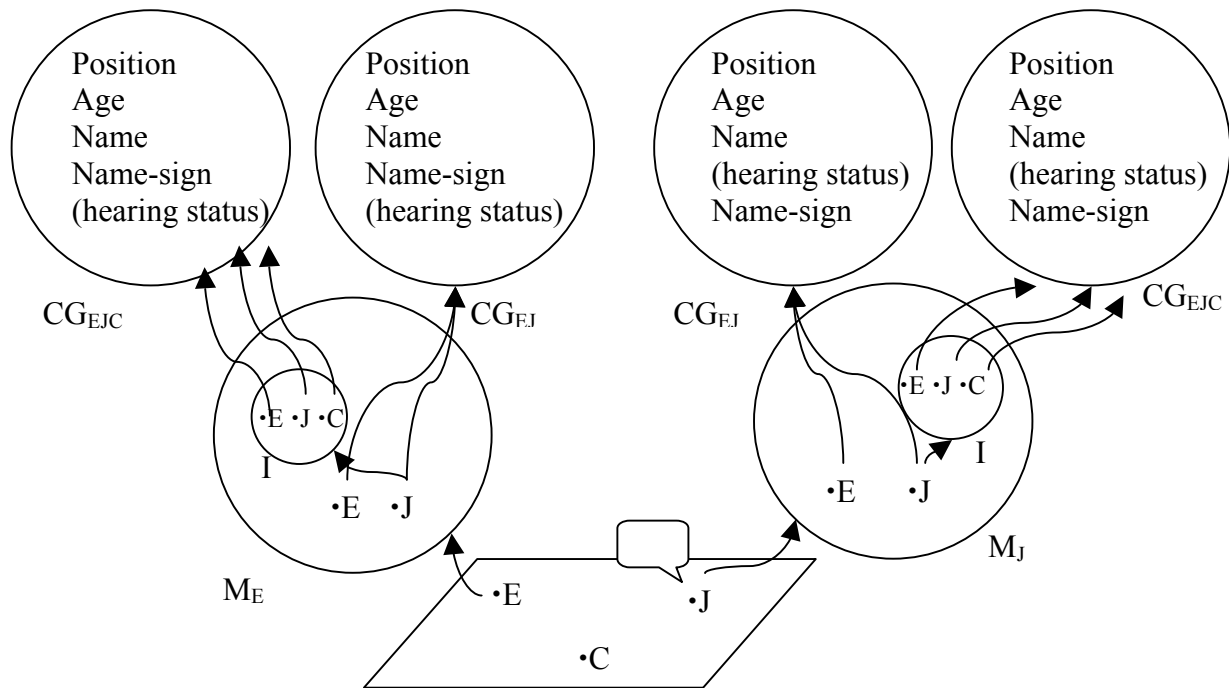 Position
Age
Name
Name-sign
(hearing status)
CG_EJC
Position
Age
Name
Name-sign
(hearing status)
CG_EJ
Position
Age
Name
(hearing status)
Name-sign
CG_EJ
Position
Age
Name
(hearing status)
Name-sign
CG_EJC
•E •J •C
I
•E •J
M_E
•E •J •C
I
•E •J
M_J
•E
•J
•C